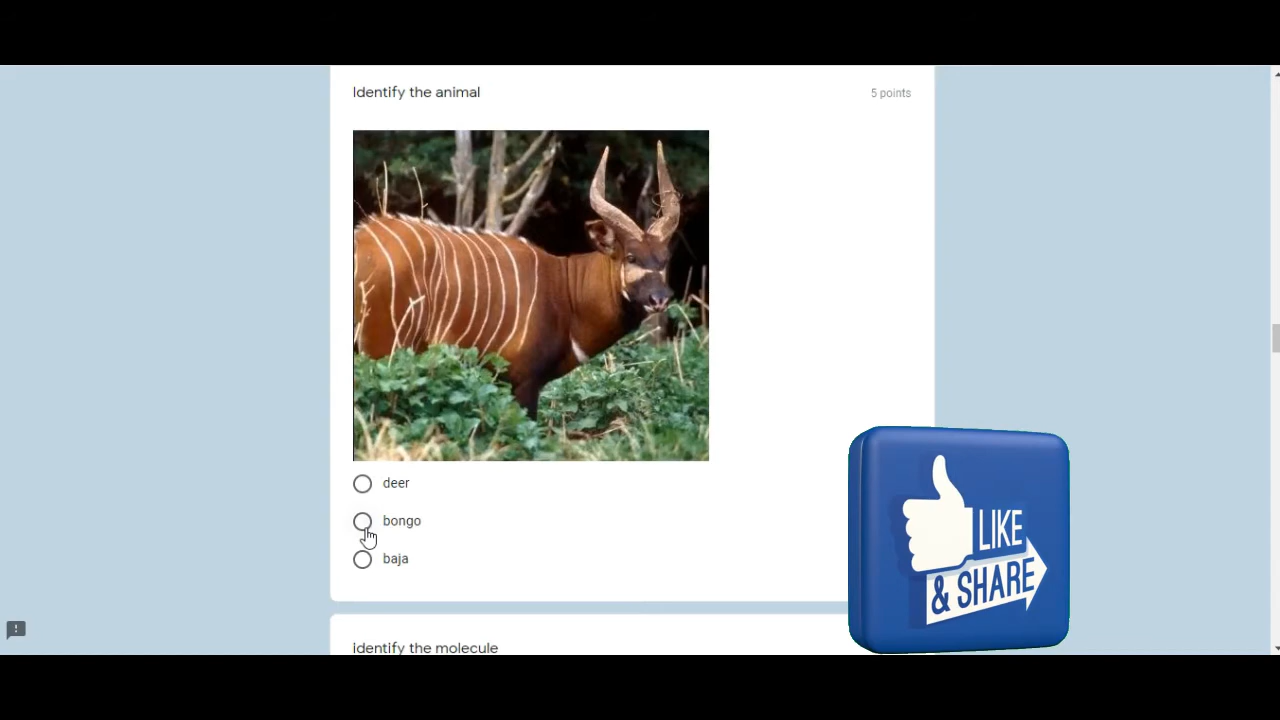 Identify the animal
5 points
deer
bongo
baja
LIKE
& SHARE
identify the molecule